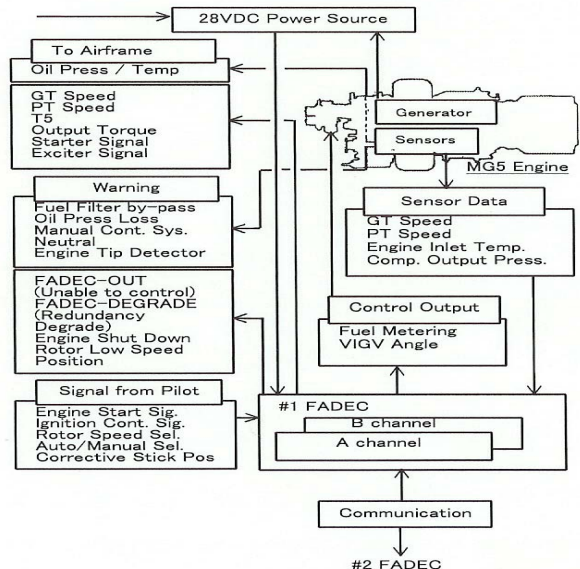 28VDC Power Source
To Airframe
Oil Press / Temp
GT Speed
PT Speed
T5
Output Torque
Starter Signal
Exciter Signal
Generator
Sensors
MG5 Engine
Warning
Fuel Filter by-pass
Oil Press Loss
Manual Cont. Sys.
Neutral
Engine Tip Detector
Sensor Data
GT Speed
PT Speed
Engine Inlet Temp.
Comp. Output Press.
FADEC-OUT
(Unable to control)
FADEC-DEGRADE
(Redundancy
Degrade)
Engine Shut Down
Rotor Low Speed
Position
Control Output
Fuel Metering
VIGV Angle
Signal from Pilot
Engine Start Sig.
Ignition Cont. Sig.
Rotor Speed Sel.
Auto/Manual Sel.
Corrective Stick Pos
#1 FADEC
B channel
A channel
Communication
#2 FADEC